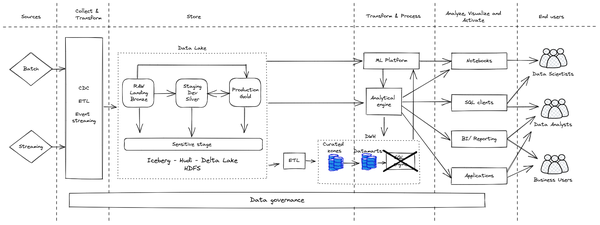 Sources
Collect &
Transform
Store
Transform & Process
Analyze, Visualize and
Activate
End users
Batch
Streaming
CDC
ETL
Event
streaming
Data Lake
RAW
Landing
Bronze
Staging
Dev
Silver
Production
Gold
Sensitive stage
Iceberg - Hudi - Delta Lake
HDFS
ETL
ML Platform
Analytical
engine
DWH
Curated
zones
Datamarts
Notebooks
SQL clients
BI/ Reporting
Applications
Data Scientists
Data Analysts
Business Users
Data governance